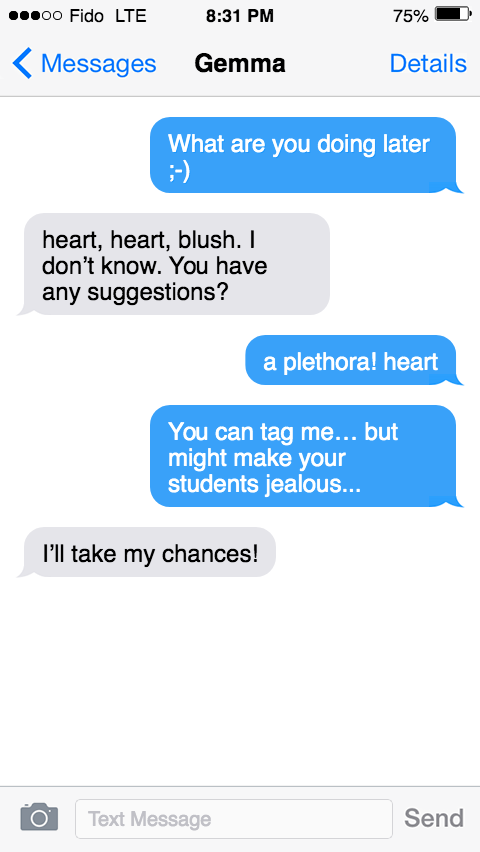 Fido LTE 8:31 PM 75%
Messages Gemma Details
What are you doing later
;-)
heart, heart, blush. I
don’t know. You have
any suggestions?
a plethora! heart
You can tag me… but
might make your
students jealous...
I’ll take my chances!
Text Message Send